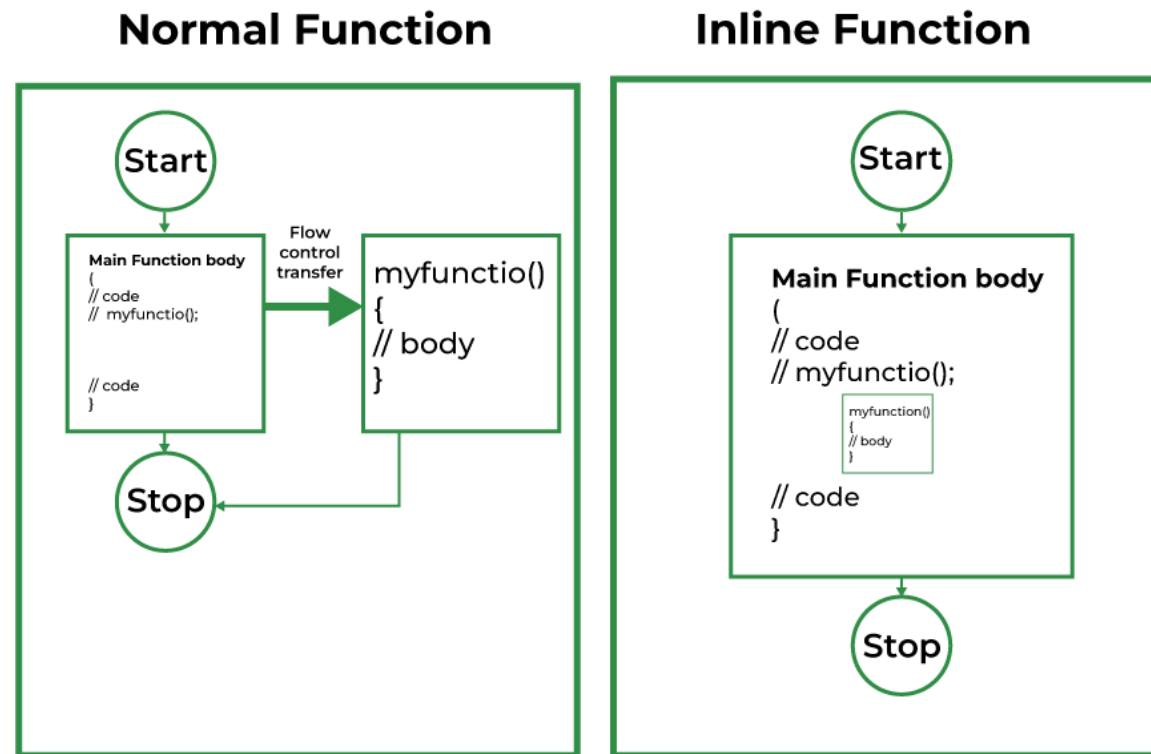 Normal Function
Start
Main Function body
(
// code
// myfunctio();
// code
}
Flow
control
transfer
myfunctio()
{
// body
}
Stop
Inline Function
Start
Main Function body
(
// code
// myfunctio();
myfunction()
{
// body
}
// code
}
Stop